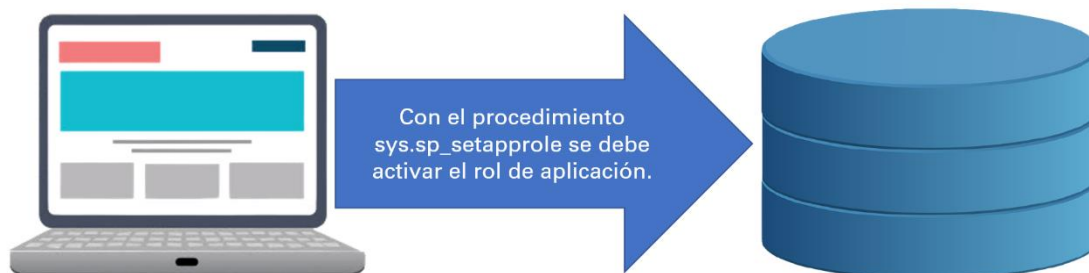 Con el procedimiento
sys.sp_setapprole se debe
activar el rol de aplicación.